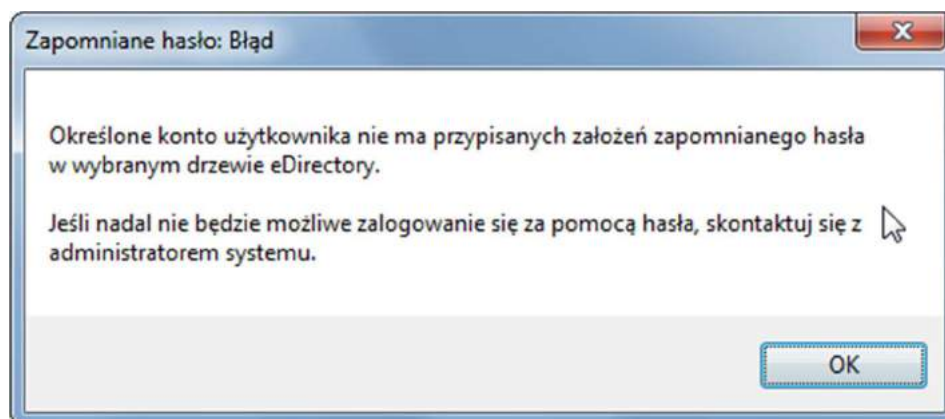 Zapomniane hasło: Błąd
Określone konto użytkownika nie ma przypisanych założeń zapomnianego hasła
w wybranym drzewie eDirectory.
Jeśli nadal nie będzie możliwe zalogowanie się za pomocą hasła, skontaktuj się z
administratorem systemu.
OK